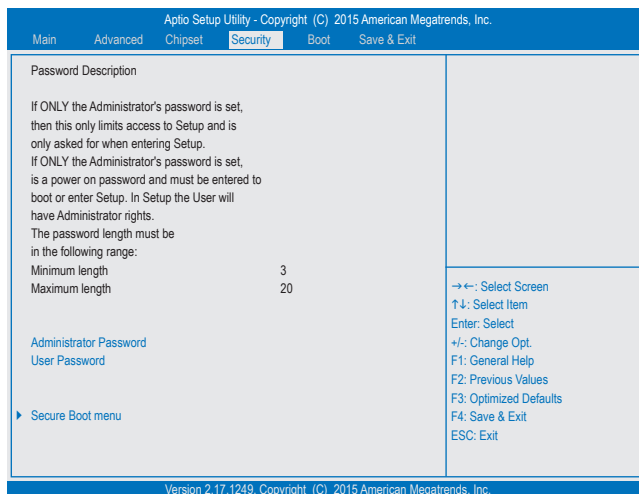 Aptio Setup Utility - Copyright (C) 2015 American Megatrends, Inc.
Main Advanced Chipset Security Boot Save & Exit
Password Description
If ONLY the Administrator's password is set,
then this only limits access to Setup and is
only asked for when entering Setup.
If ONLY the Administrator's password is set,
is a power on password and must be entered to
boot or enter Setup. In Setup the User will
have Administrator rights.
The password length must be
in the following range:
Minimum length 3
Maximum length 20
Administrator Password
User Password
Secure Boot menu
→←: Select Screen
↑↓: Select Item
Enter: Select
+/-: Change Opt.
F1: General Help
F2: Previous Values
F3: Optimized Defaults
F4: Save & Exit
ESC: Exit
Version 2.17.1249. Copyright (C) 2015 American Megatrends, Inc.